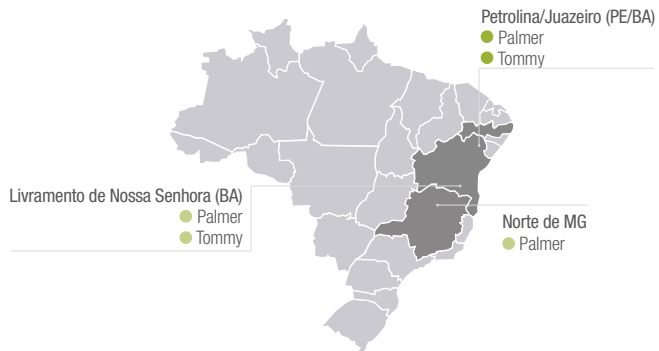 Petrolina/Juazeiro (PE/BA)
Palmer
Tommy
Livramento de Nossa Senhora (BA)
Palmer
Tommy
Norte de MG
Palmer